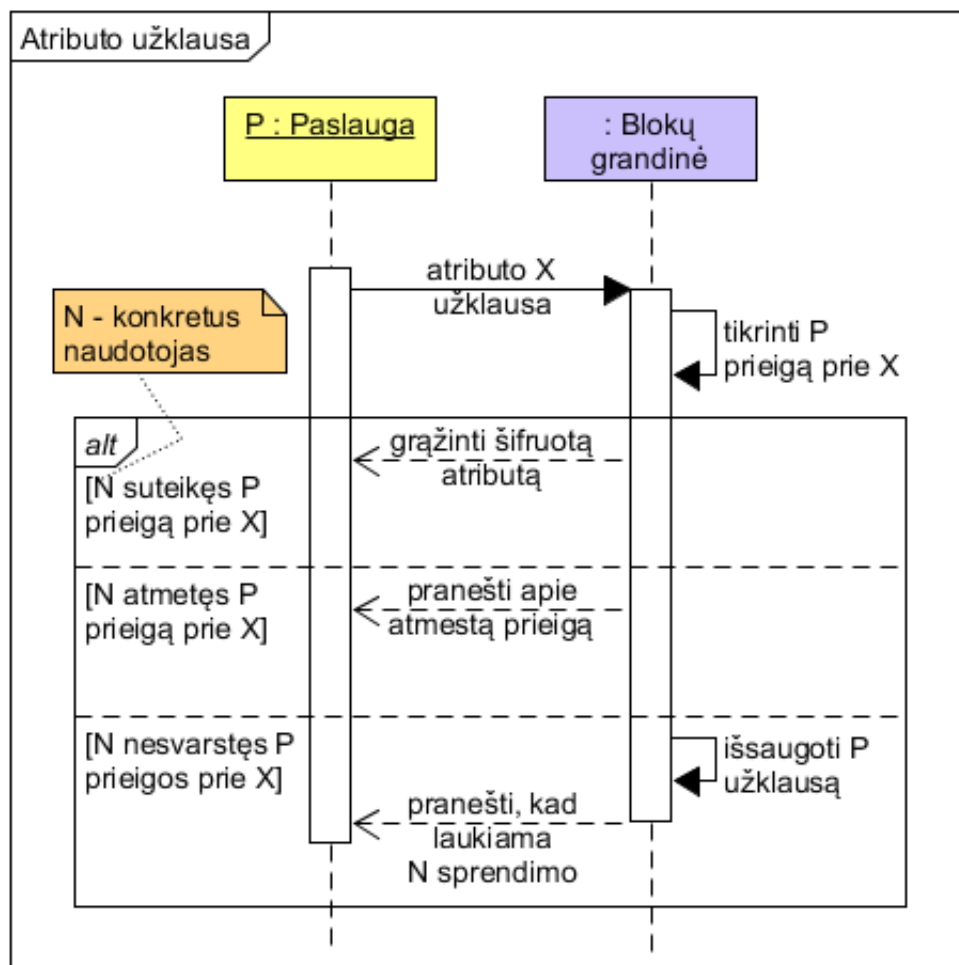 Atributo užklausa
P : Paslauga
: Blokų
grandinė
atributo X
užklausa
N - konkretus
naudotojas
tikrinti P
prieigą prie X
alt
grąžinti šifruotą
atributą
[N suteikęs P
prieigą prie X]
[N atmetęs P
prieigą prie X]
pranešti apie
atmestą prieigą
[N nesvarstęs P
prieigos prie X]
išsaugoti P
užklausą
pranešti, kad
laukiama
N sprendimo